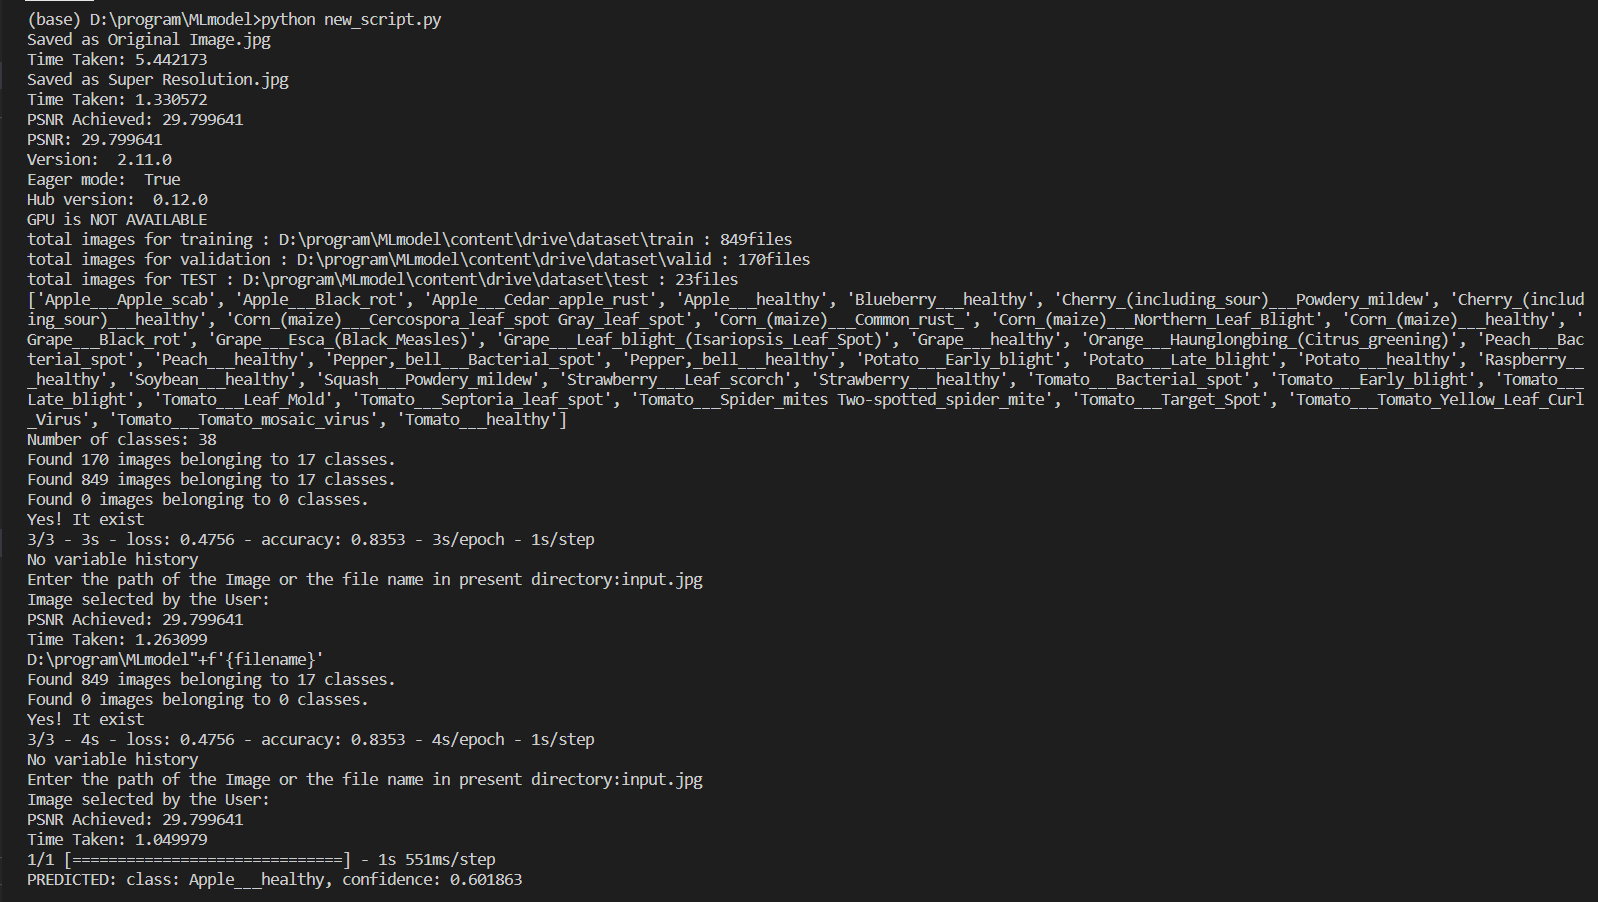 (base) D:\program\MLmodel>python new_script.py
Saved as Original Image.jpg
Time Taken: 5.442173
Saved as Super Resolution.jpg
Time Taken: 1.330572
PSNR Achieved: 29.799641
PSNR: 29.799641
Version:  2.11.0
Eager mode:  True
Hub version:  0.12.0
GPU is NOT AVAILABLE
total images for training : D:\program\MLmodel\content\drive\dataset\train : 849files
total images for validation : D:\program\MLmodel\content\drive\dataset\valid : 170files
total images for TEST : D:\program\MLmodel\content\drive\dataset\test : 23files
['Apple___Apple_scab', 'Apple___Black_rot', 'Apple___Cedar_apple_rust', 'Apple___healthy', 'Blueberry___healthy', 'Cherry_(including_sour)___Powdery_mildew', 'Cherry_(includ
ing_sour)___healthy', 'Corn_(maize)___Cercospora_leaf_spot Gray_leaf_spot', 'Corn_(maize)___Common_rust_', 'Corn_(maize)___Northern_Leaf_Blight', 'Corn_(maize)___healthy', '
Grape___Black_rot', 'Grape___Esca_(Black_Measles)', 'Grape___Leaf_blight_(Isariopsis_Leaf_Spot)', 'Grape___healthy', 'Orange___Haunglongbing_(Citrus_greening)', 'Peach___Bac
terial_spot', 'Peach___healthy', 'Pepper,_bell___Bacterial_spot', 'Pepper,_bell___healthy', 'Potato___Early_blight', 'Potato___Late_blight', 'Potato___healthy', 'Raspberry__
_healthy', 'Soybean___healthy', 'Squash___Powdery_mildew', 'Strawberry___Leaf_scorch', 'Strawberry___healthy', 'Tomato___Bacterial_spot', 'Tomato___Early_blight', 'Tomato___
Late_blight', 'Tomato___Leaf_Mold', 'Tomato___Septoria_leaf_spot', 'Tomato___Spider_mites Two-spotted_spider_mite', 'Tomato___Target_Spot', 'Tomato___Tomato_Yellow_Leaf_Curl
_Virus', 'Tomato___Tomato_mosaic_virus', 'Tomato___healthy']
Number of classes: 38
Found 170 images belonging to 17 classes.
Found 849 images belonging to 17 classes.
Found 0 images belonging to 0 classes.
Yes! It exist
3/3 - 3s - loss: 0.4756 - accuracy: 0.8353 - 3s/epoch - 1s/step
No variable history
Enter the path of the Image or the file name in present directory:input.jpg
Image selected by the User:
PSNR Achieved: 29.799641
Time Taken: 1.263099
D:\program\MLmodel"+f'{filename}'
Found 849 images belonging to 17 classes.
Found 0 images belonging to 0 classes.
Yes! It exist
3/3 - 4s - loss: 0.4756 - accuracy: 0.8353 - 4s/epoch - 1s/step
No variable history
Enter the path of the Image or the file name in present directory:input.jpg
Image selected by the User:
PSNR Achieved: 29.799641
Time Taken: 1.049979
1/1 [==============================] - 1s 551ms/step
PREDICTED: class: Apple___healthy, confidence: 0.601863